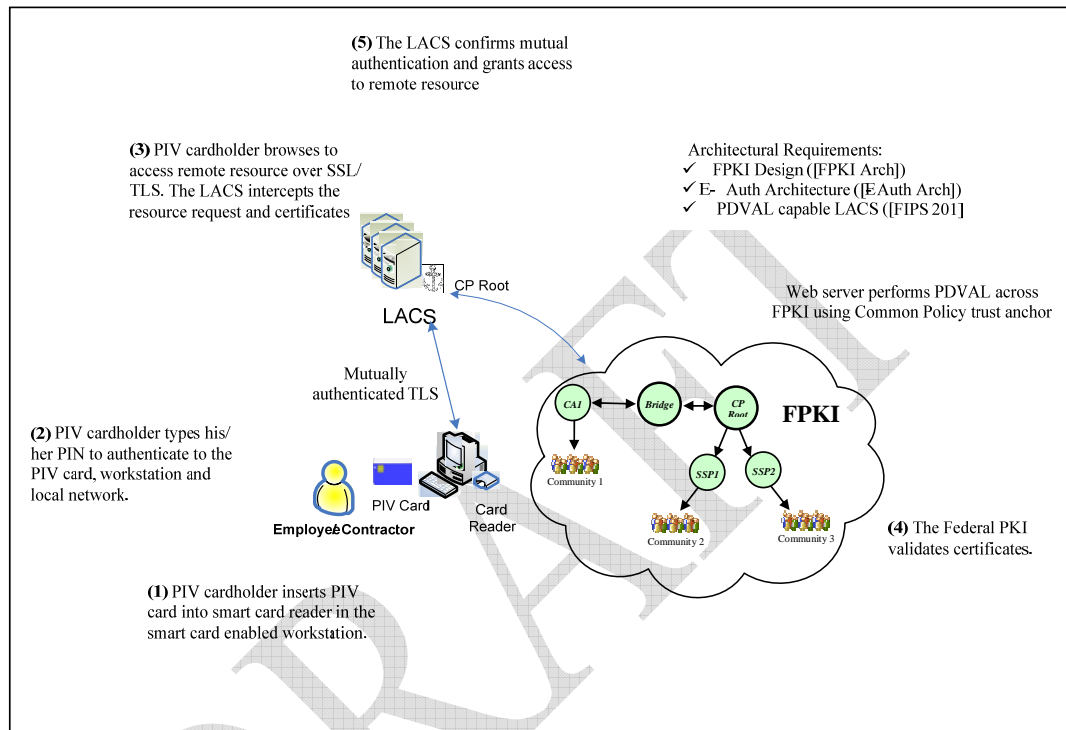 (5) The LACS confirms mutual
authentication and grants access
to remote resource
(3) PIV cardholder browses to
access remote resource over SSL/
TLS. The LACS intercepts the
resource request and certificates
Architectural Requirements:
✓ FPKI Design ([FPKI Arch])
✓ E- Auth Architecture ([EAuth Arch])
✓ PDVAL capable LACS ([FIPS 201]
CP Root
LACS
Web server performs PDVAL across
FPKI using Common Policy trust anchor
Mutually
authenticated TLS
CA1
Bridge
CP
Root
FPKI
SSP1
SSP2
Community 1
Community 2
Community 3
(2) PIV cardholder types his/
her PIN to authenticate to the
PIV card, workstation and
local network.
PIV Card
Card
Reader
Employee/Contractor
(4) The Federal PKI
validates certificates.
(1) PIV cardholder inserts PIV
card into smart card reader in the
smart card enabled workstation.
DRAFT